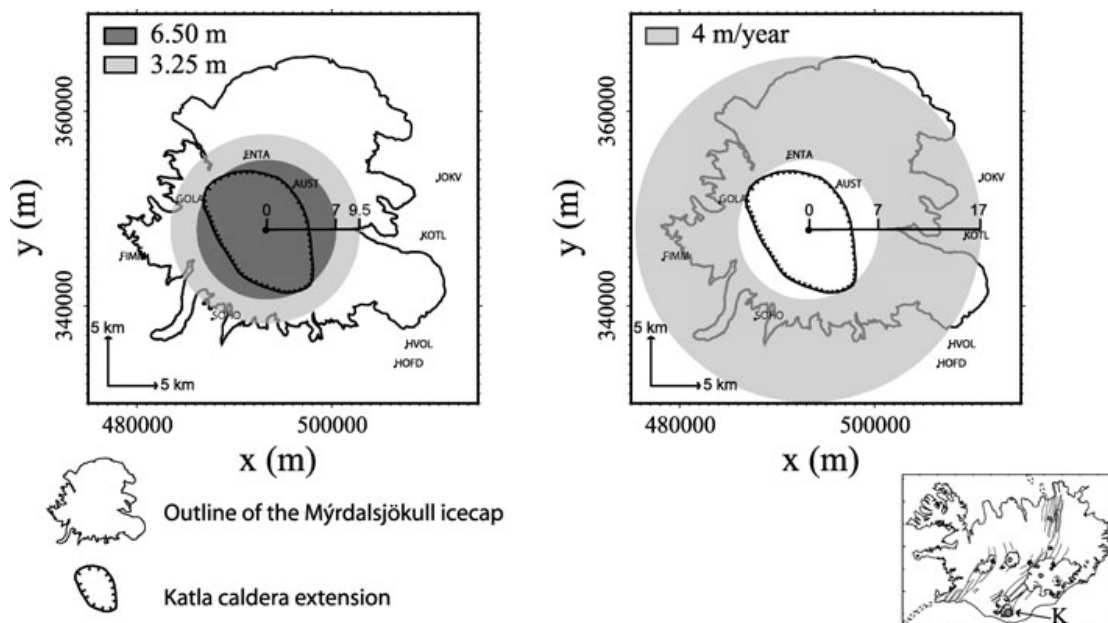 6.50 m
3.25 m
ENTA
AUST
GOLA
JOKV
0 7 9.5
KOTL
FIMM
SOHO
HVOL
HOFD
5 km
5 km
360000
340000
y (m)
480000 500000
x (m)
4 m/year
ENTA
AUST
GOLA
JOKV
0 7 17
KOTL
FIMM
SOHO
HVOL
HOFD
5 km
5 km
360000
340000
y (m)
480000 500000
x (m)
Outline of the Mýrdalsjökull icecap
Katla caldera extension
K